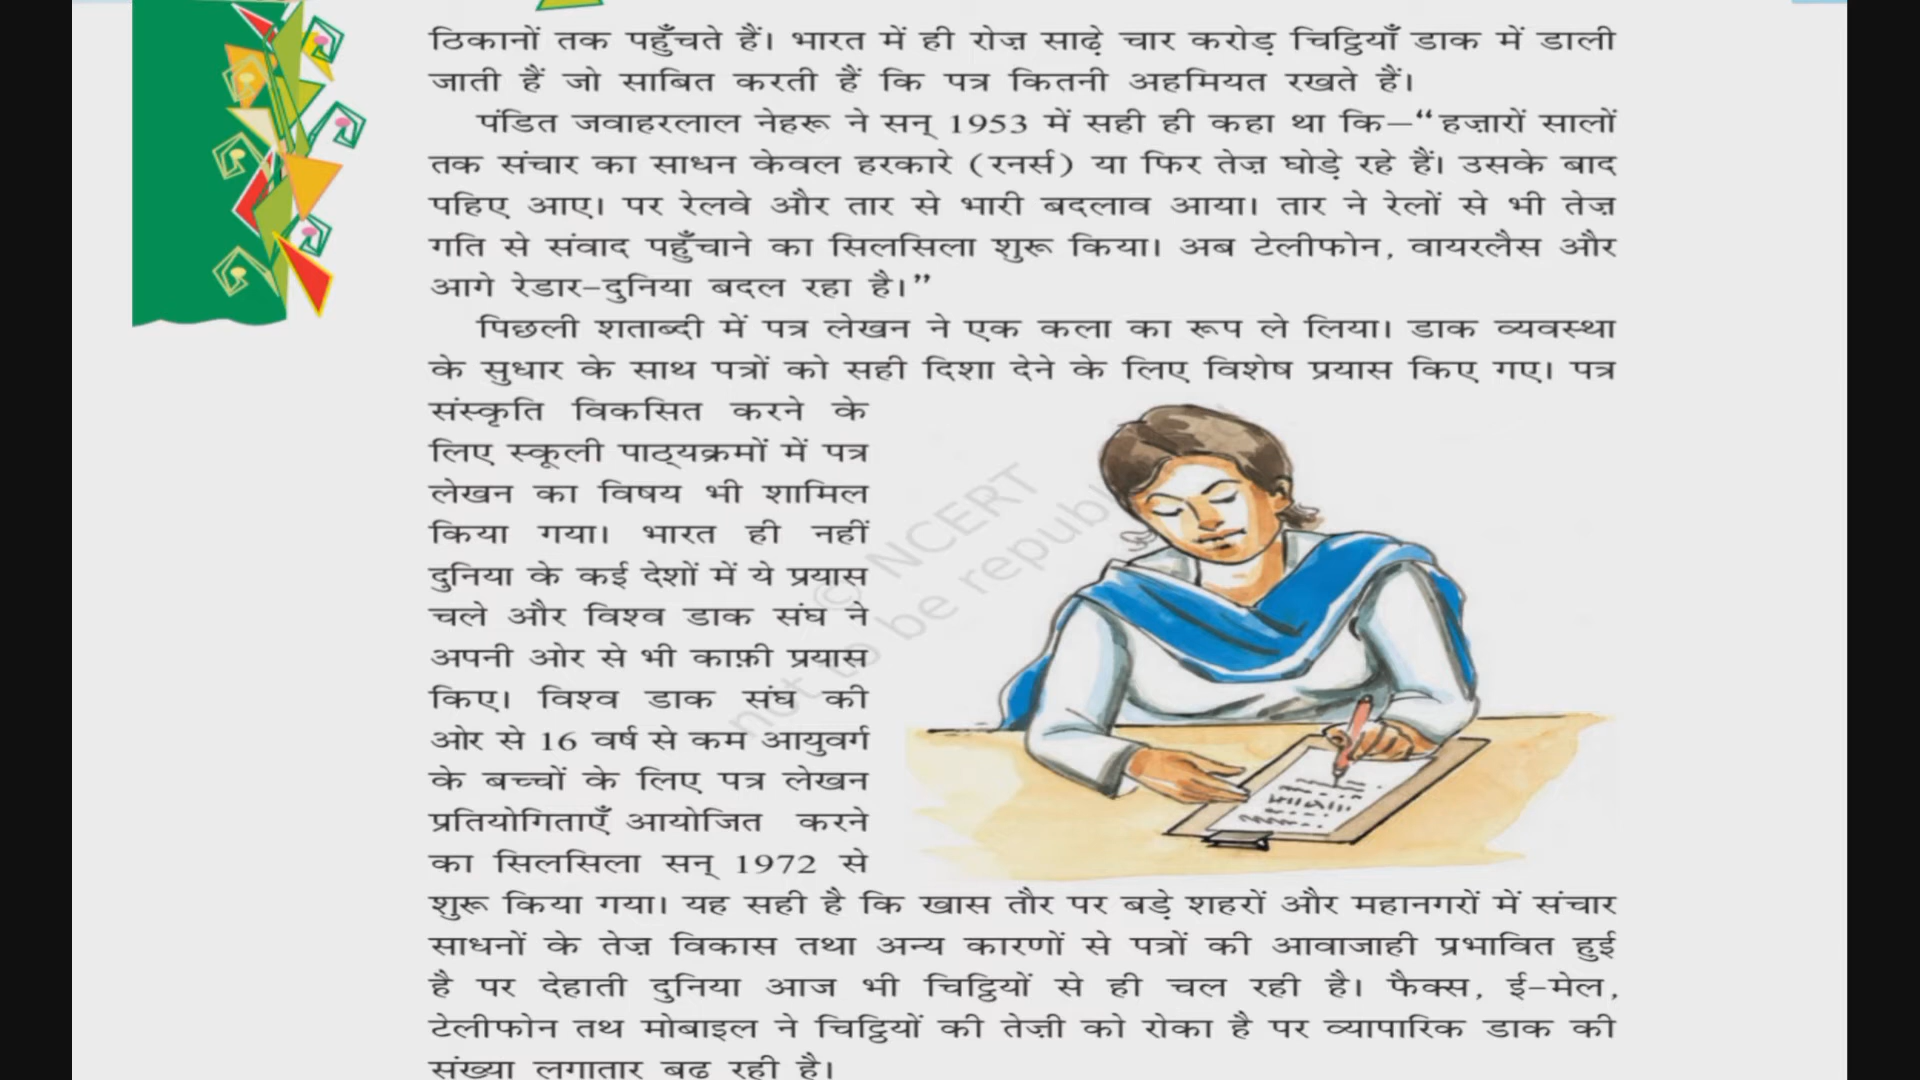 ठिकानों तक पहुँचते हैं। भारत में ही रोज़ साढ़े चार करोड़ चिट्ठियाँ डाक में डाली
जाती हैं जो साबित करती हैं कि पत्र कितनी अहमियत रखते हैं।
पंडित जवाहरलाल नेहरू ने सन् 1953 में सही ही कहा था कि—“हज़ारों सालों
तक संचार का साधन केवल हरकारे (रनर्स) या फिर तेज़ घोड़े रहे हैं। उसके बाद
पहिए आए। पर रेलवे और तार से भारी बदलाव आया। तार ने रेलों से भी तेज़
गति से संवाद पहुँचाने का सिलसिला शुरू किया। अब टेलीफोन, वायरलैस और
आगे रेडार–दुनिया बदल रहा है।”
पिछली शताब्दी में पत्र लेखन ने एक कला का रूप ले लिया। डाक व्यवस्था
के सुधार के साथ पत्रों को सही दिशा देने के लिए विशेष प्रयास किए गए। पत्र
संस्कृति विकसित करने के
लिए स्कूली पाठ्यक्रमों में पत्र
लेखन का विषय भी शामिल
किया गया। भारत ही नहीं
दुनिया के कई देशों में ये प्रयास
चले और विश्व डाक संघ ने
अपनी ओर से भी काफ़ी प्रयास
किए। विश्व डाक संघ की
ओर से 16 वर्ष से कम आयुवर्ग
के बच्चों के लिए पत्र लेखन
प्रतियोगिताएँ आयोजित करने
का सिलसिला सन् 1972 से
शुरू किया गया। यह सही है कि खास तौर पर बड़े शहरों और महानगरों में संचार
साधनों के तेज़ विकास तथा अन्य कारणों से पत्रों की आवाजाही प्रभावित हुई
है पर देहाती दुनिया आज भी चिट्ठियों से ही चल रही है। फैक्स, ई–मेल,
टेलीफोन तथ मोबाइल ने चिट्ठियों की तेज़ी को रोका है पर व्यापारिक डाक की
संख्या लगातार बढ़ रही है।
© NCERT
not to be republ